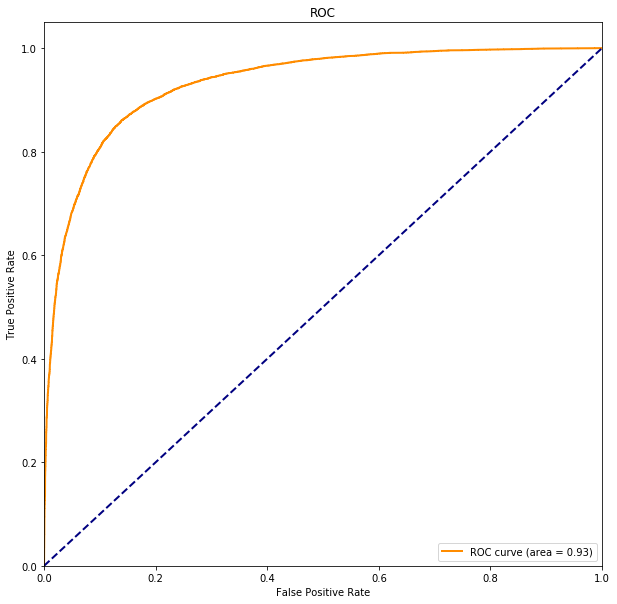 ROC
True Positive Rate
1.0
0.8
0.6
0.4
0.2
0.0
ROC curve (area = 0.93)
0.0 0.2 0.4 0.6 0.8 1.0
False Positive Rate